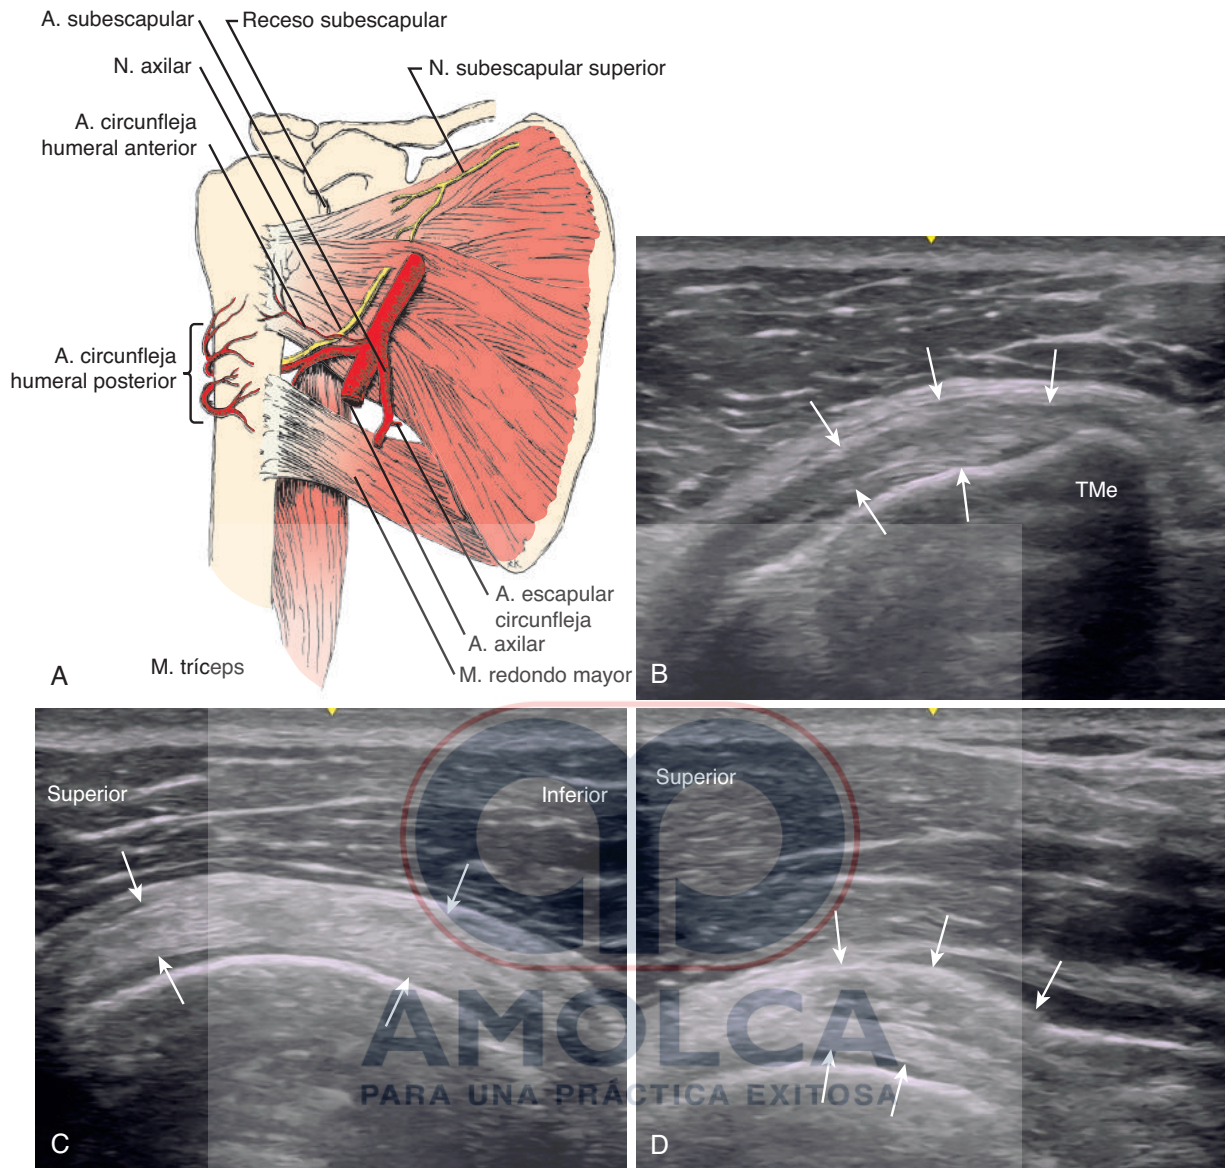 A. subescapular
Receso subescapular
N. axilar
N. subescapular superior
A. circunfleja
humeral anterior
A. circunfleja
humeral posterior
A. escapular
circunfleja
A. axilar
M. redondo mayor
M. tríceps
A
TMe
B
Superior
Inferior
C
Superior
D
AMOLCA
PARA UNA PRÁCTICA EXITOSA